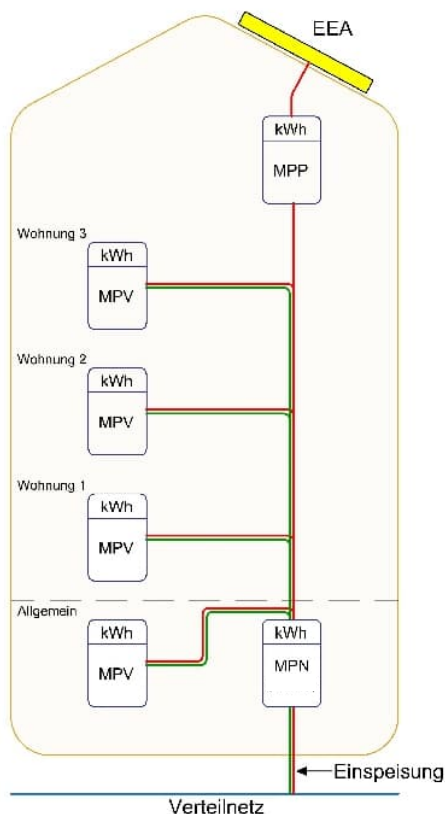 EEA
kWh
MPP
Wohnung 3
kWh
MPV
Wohnung 2
kWh
MPV
Wohnung 1
kWh
MPV
Allgemein
kWh
MPV
kWh
MPN
Einspeisung
Verteilnetz